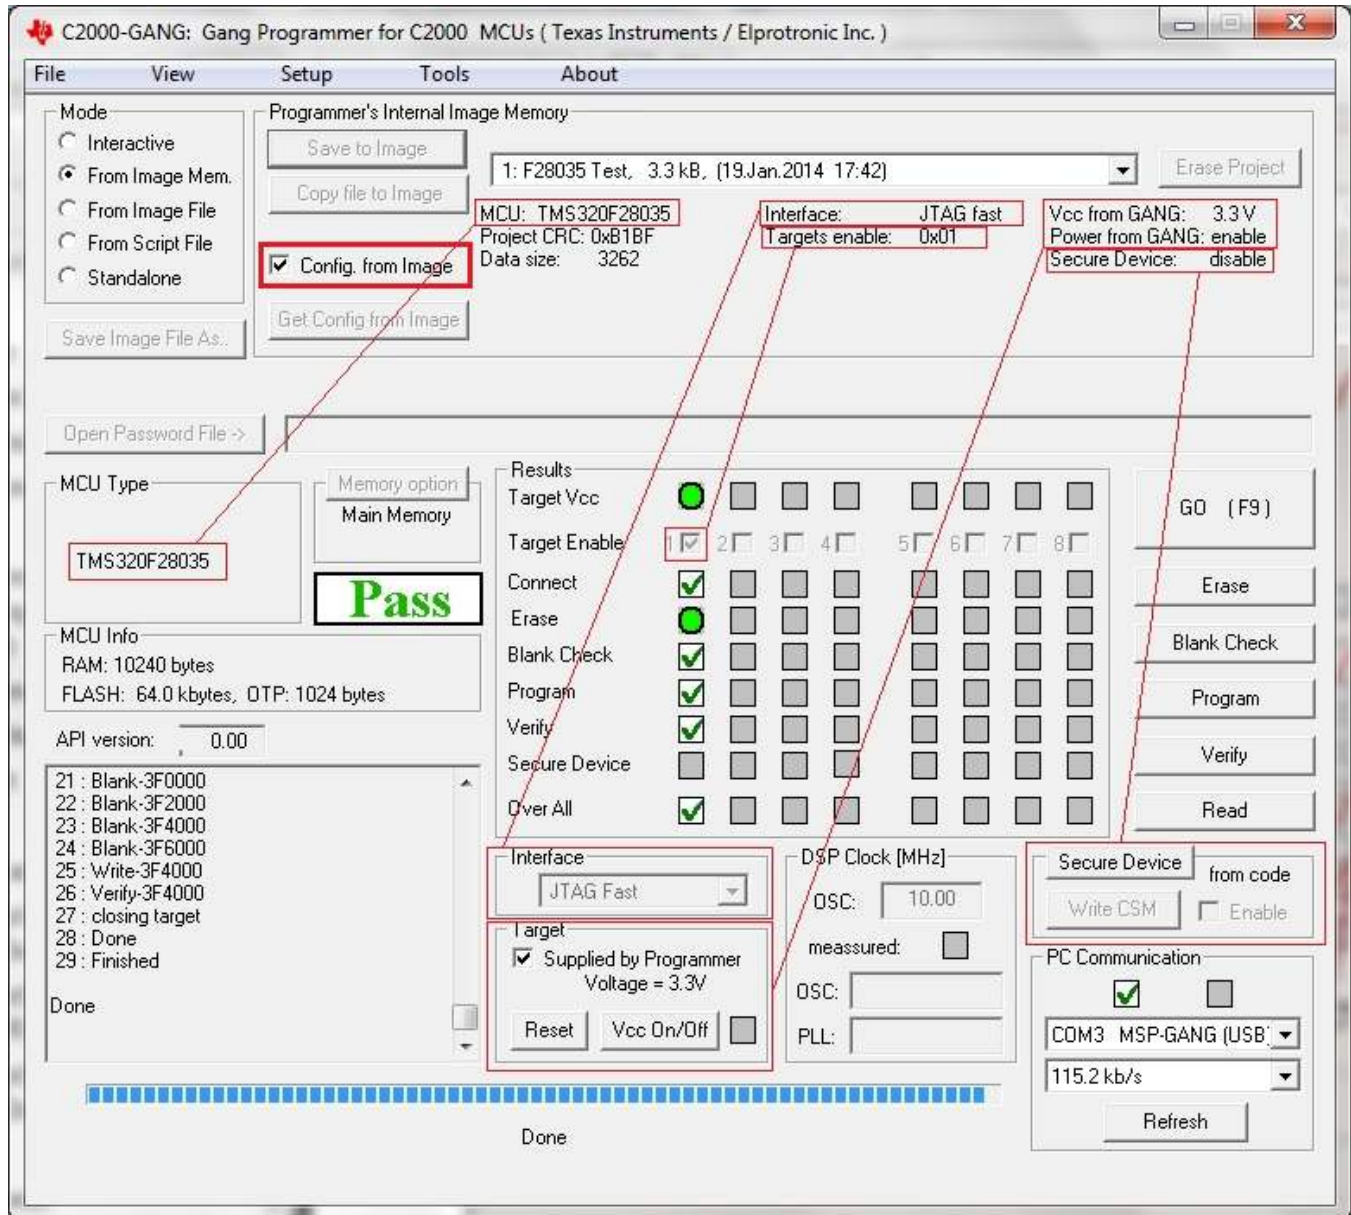 C2000-GANG: Gang Programmer for C2000 MCUs ( Texas Instruments / Elprotronic Inc. )
File View Setup Tools About
Mode
Interactive
From Image Mem.
From Image File
From Script File
Standalone
Save Image File As..
Programmer's Internal Image Memory
Save to Image
Copy file to Image
Config. from Image
Get Config from Image
1: F28035 Test, 3.3 kB, (19.Jan.2014 17:42)
Erase Project
MCU: TMS320F28035
Project CRC: 0xB1BF
Data size: 3262
Interface: JTAG fast
Targets enable: 0x01
Vcc from GANG: 3.3 V
Power from GANG: enable
Secure Device: disable
Open Password File ->
MCU Type
TMS320F28035
Memory option
Main Memory
Pass
MCU Info
RAM: 10240 bytes
FLASH: 64.0 kbytes, OTP: 1024 bytes
API version: , 0.00
21 : Blank-3F0000
22 : Blank-3F2000
23 : Blank-3F4000
24 : Blank-3F6000
25 : Write-3F4000
26 : Verify-3F4000
27 : closing target
28 : Done
29 : Finished
Done
Results
Target Vcc
Target Enable 1 2 3 4 5 6 7 8
Connect
Erase
Blank Check
Program
Verify
Secure Device
Over All
GO (F9)
Erase
Blank Check
Program
Verify
Read
Interface
JTAG Fast
Target
Supplied by Programmer
Voltage = 3.3V
Reset Vcc On/Off
DSP Clock [MHz]
OSC: 10.00
meassured:
OSC:
PLL:
Secure Device from code
Write CSM Enable
PC Communication
COM3 MSP-GANG (USB)
115.2 kb/s
Refresh
Done